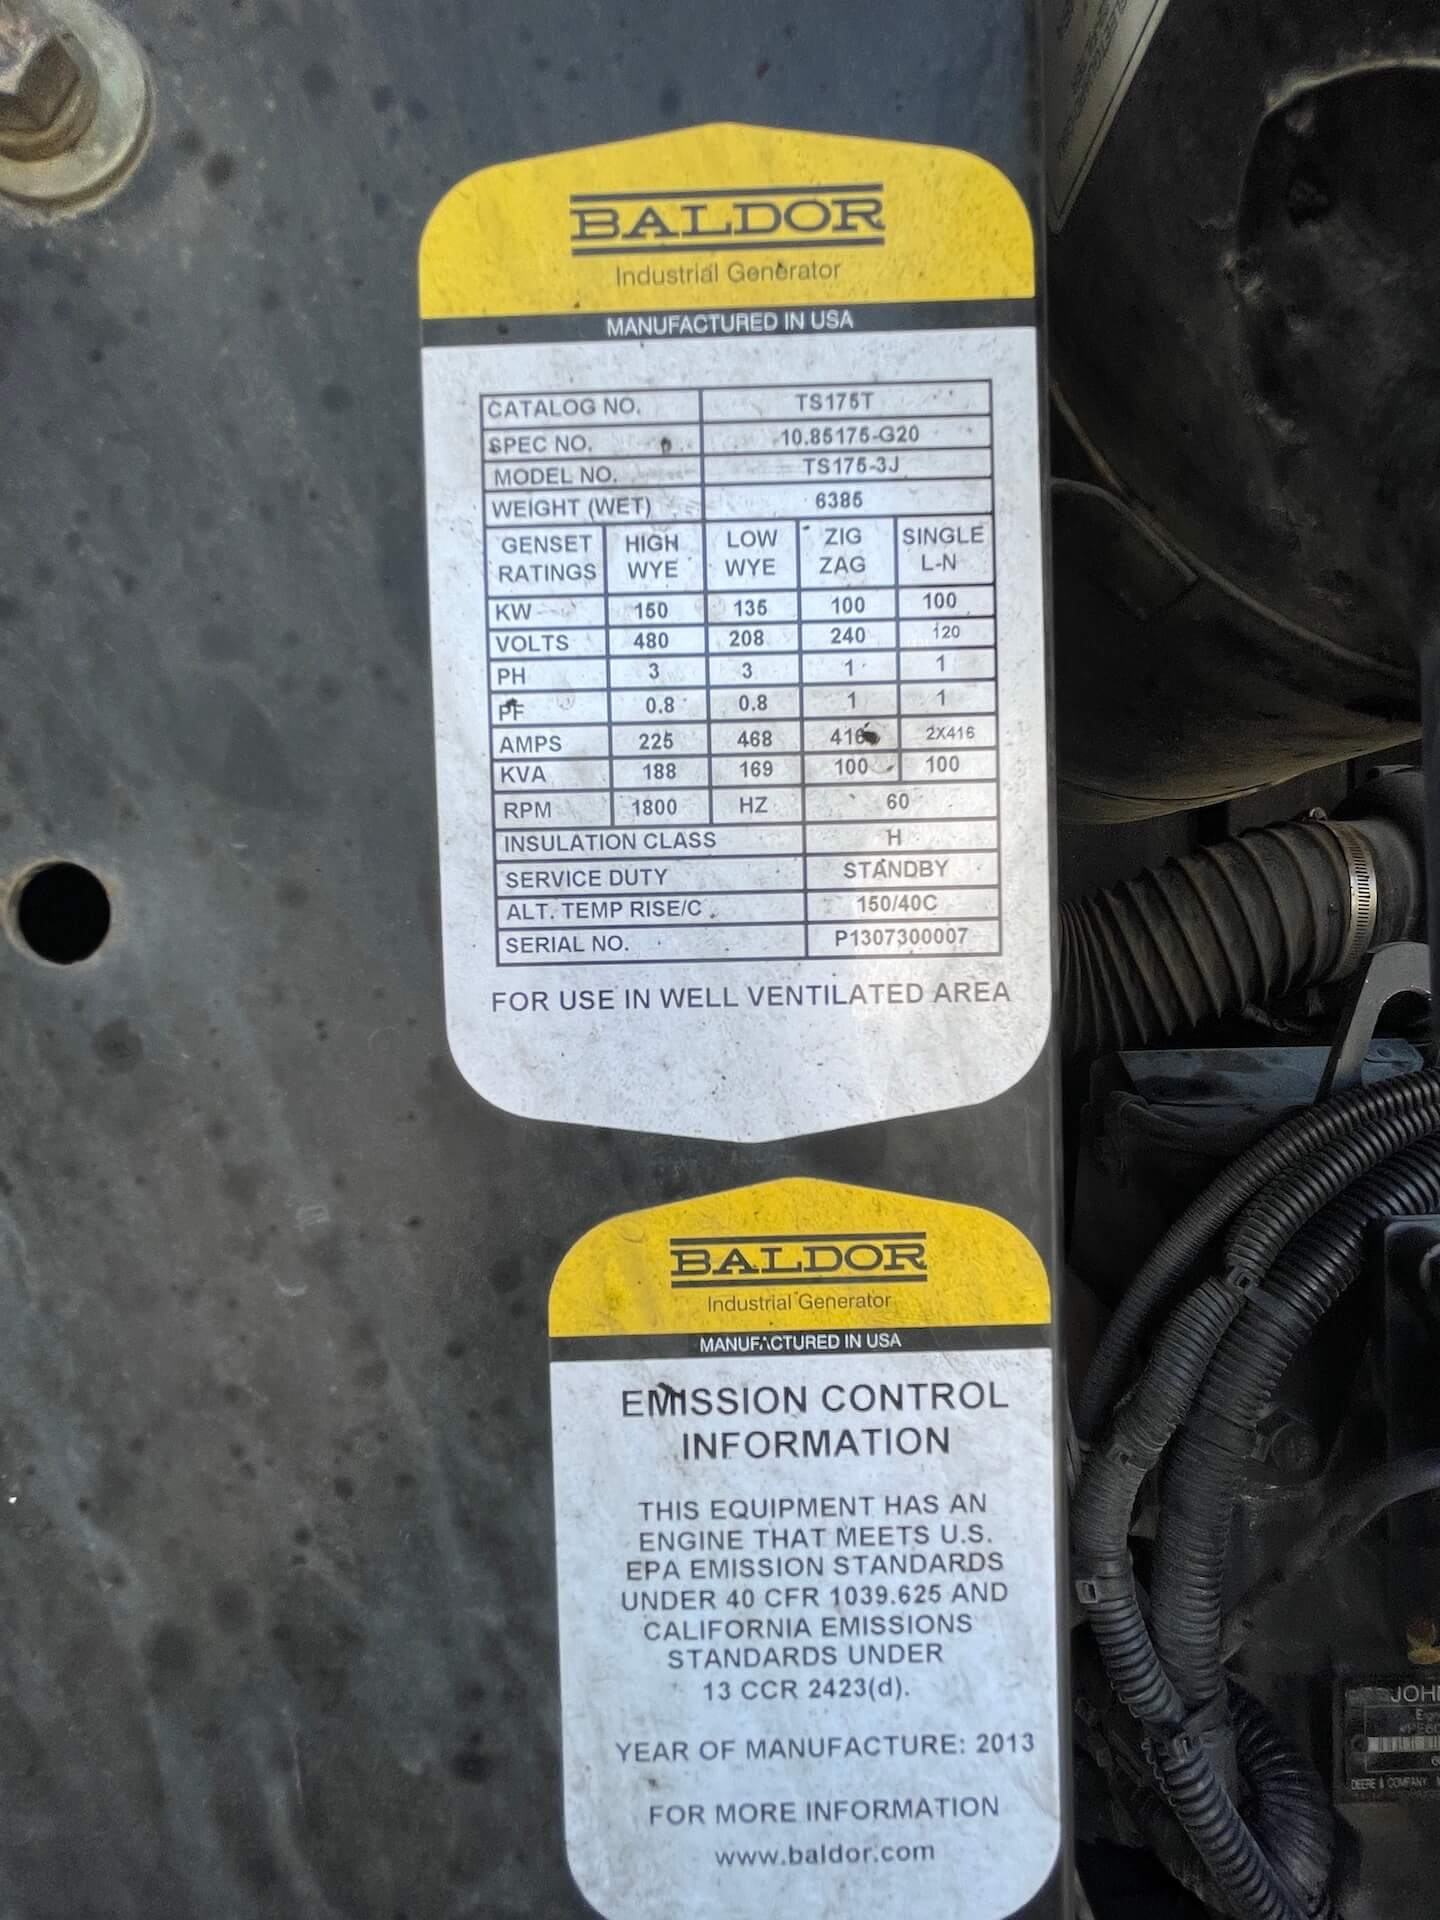 BALDOR
Industrial Generator
MANUFACTURED IN USA
CATALOG NO. TS175T
SPEC NO. 10.85175-G20
MODEL NO. TS175-3J
WEIGHT (WET) 6385
GENSET RATINGS HIGH WYE LOW WYE ZIG ZAG SINGLE L-N
KW 150 135 100 100
VOLTS 480 208 240 120
PH 3 3 1 1
PF 0.8 0.8 1 1
AMPS 225 468 416 2X416
KVA 188 169 100 100
RPM 1800 HZ 60
INSULATION CLASS H
SERVICE DUTY STANDBY
ALT. TEMP RISE/C 150/40C
SERIAL NO. P1307300007
FOR USE IN WELL VENTILATED AREA
BALDOR
Industrial Generator
MANUFACTURED IN USA
EMISSION CONTROL
INFORMATION
THIS EQUIPMENT HAS AN
ENGINE THAT MEETS U.S.
EPA EMISSION STANDARDS
UNDER 40 CFR 1039.625 AND
CALIFORNIA EMISSIONS
STANDARDS UNDER
13 CCR 2423(d).
YEAR OF MANUFACTURE: 2013
FOR MORE INFORMATION
www.baldor.com
DEERE & COMPANY